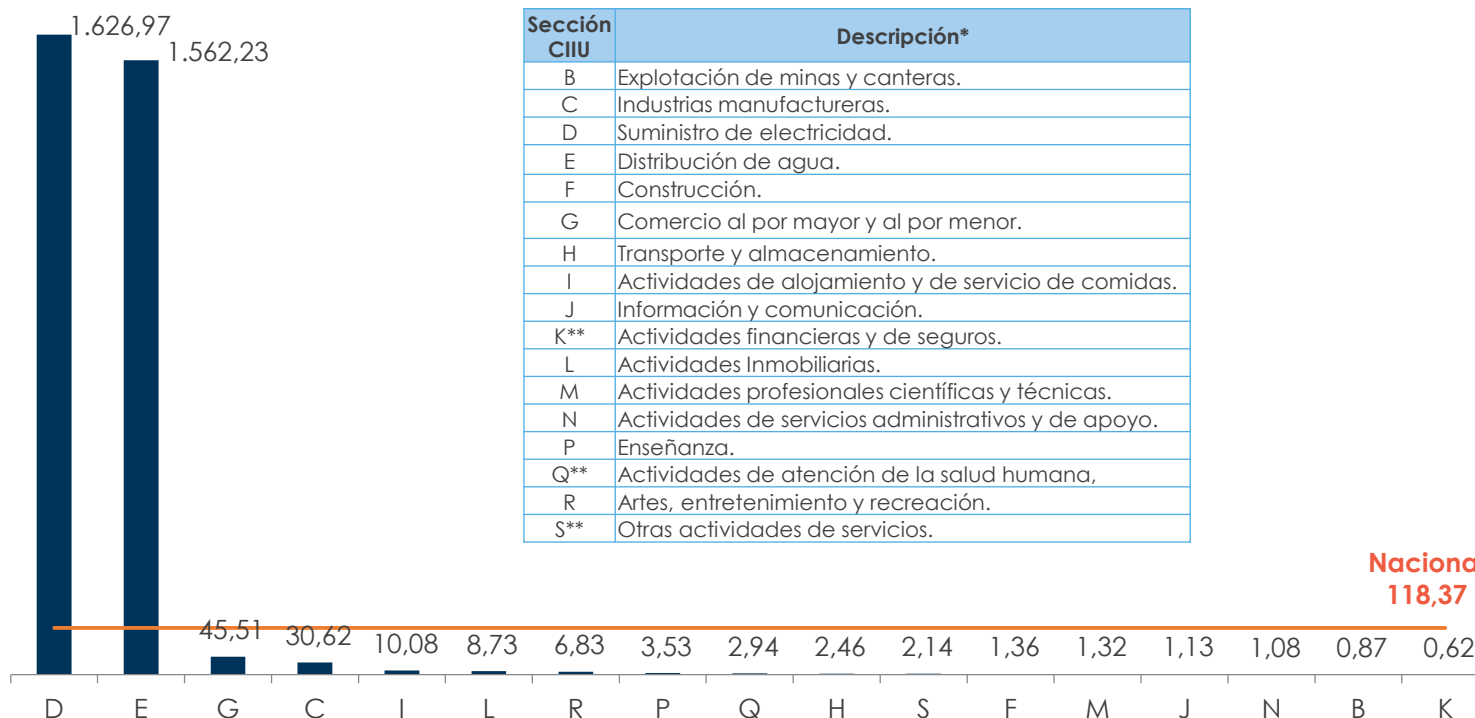 1.626,97
1.562,23
Sección CIIU Descripción*
B Explotación de minas y canteras.
C Industrias manufactureras.
D Suministro de electricidad.
E Distribución de agua.
F Construcción.
G Comercio al por mayor y al por menor.
H Transporte y almacenamiento.
I Actividades de alojamiento y de servicio de comidas.
J Información y comunicación.
K** Actividades financieras y de seguros.
L Actividades Inmobiliarias.
M Actividades profesionales científicas y técnicas.
N Actividades de servicios administrativos y de apoyo.
P Enseñanza.
Q** Actividades de atención de la salud humana,
R Artes, entretenimiento y recreación.
S** Otras actividades de servicios.
Naciona
118,37
45,51 30,62 10,08 8,73 6,83 3,53 2,94 2,46 2,14 1,36 1,32 1,13 1,08 0,87 0,62
D E G C I L R P Q H S F M J N B K